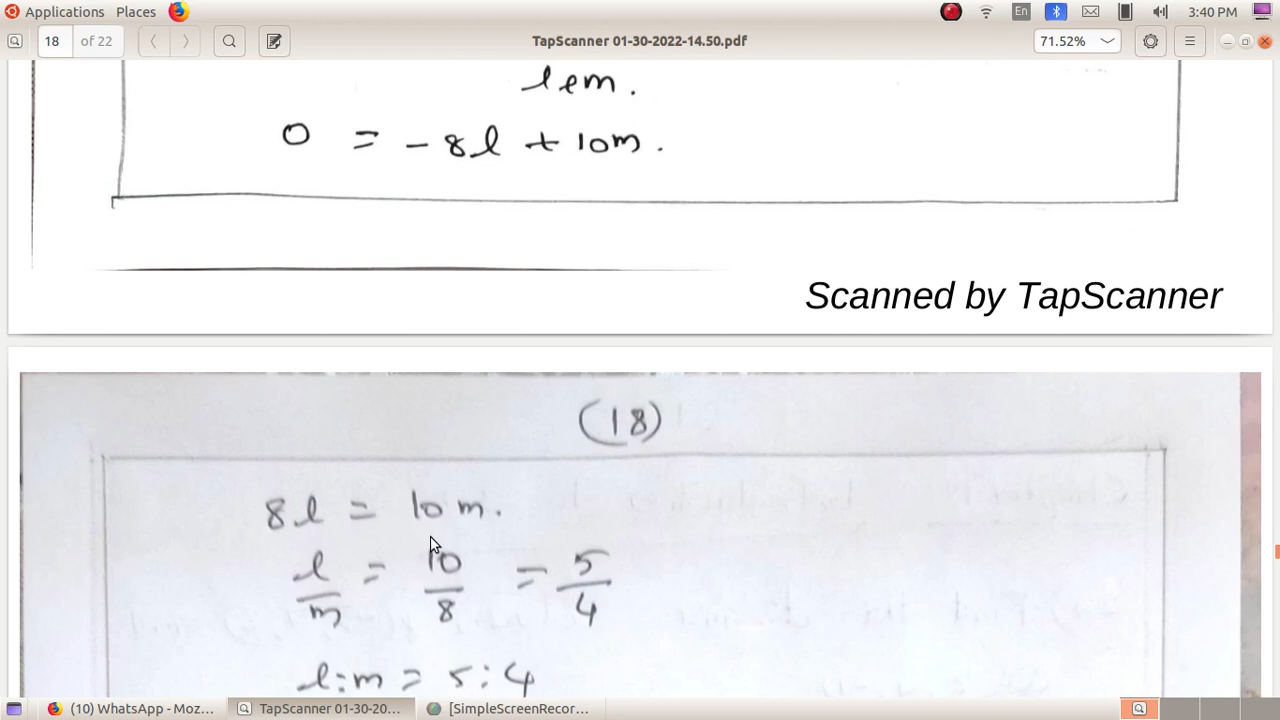 Applications Places En 3:40 PM
18 of 22 TapScanner 01-30-2022-14.50.pdf 71.52%
l e m.
0 = - 8l + 10m.
Scanned by TapScanner
(18)
8l = 10 m.
l/m = 10/8 = 5/4
l:m = 5:4
(10) WhatsApp - Moz... TapScanner 01-30-20... [SimpleScreenRecor...